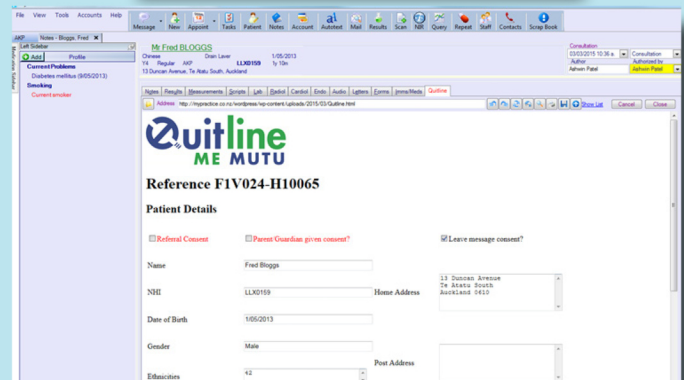 File View Tools Accounts Help
Message New Appoint Tasks Patient Notes Account Autotext Mail Results Scan NIR Query Repeat Staff Contacts Scrap Book
AKP Notes - Bloggs, Fred X
Left Sidebar
Add Profile
Current Problems
Diabetes mellitus (9/05/2013)
Smoking
Current smoker
Mr Fred BLOGGS
Chinese Drain Layer 1/05/2013
Y4 Regular AKP LLX0159 1y 10m
13 Duncan Avenue, Te Atatu South, Auckland
Consultation
03/03/2015 10:36 a Consultation
Author Authorized by
Ashwin Patel Ashwin Patel
Notes Results Measurements Scripts Lab Radiol Cardiol Endo Audio Letters Forms Imms/Meds Quitline
Address http://mypractice.co.nz/wordpress/wp-content/uploads/2015/03/Quitline.html Show List Cancel Close
Quitline
ME MUTU
Reference F1V024-H10065
Patient Details
Referral Consent Parent/Guardian given consent? Leave message consent?
Name Fred Bloggs
13 Duncan Avenue
Te Atatu South
Auckland 0610
NHI LLX0159 Home Address
Date of Birth 1/05/2013
Gender Male
Post Address
Ethnicities 42